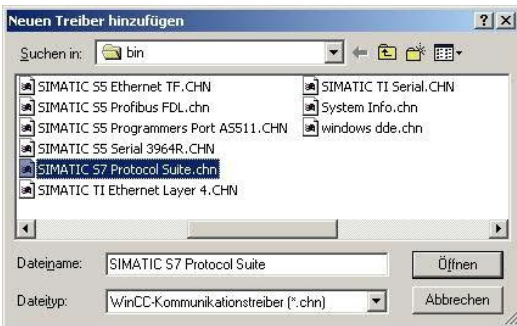 Neuen Treiber hinzufügen
Suchen in: bin
SIMATIC S5 Ethernet TF.CHN
SIMATIC S5 Profibus FDL.chn
SIMATIC S5 Programmers Port AS511.CHN
SIMATIC S5 Serial 3964R.CHN
SIMATIC S7 Protocol Suite.chn
SIMATIC TI Ethernet Layer 4.CHN
SIMATIC TI Serial.CHN
System Info.chn
windows dde.chn
Dateiname: SIMATIC S7 Protocol Suite Öffnen
Dateityp: WinCC-Kommunikationstreiber (*.chn) Abbrechen